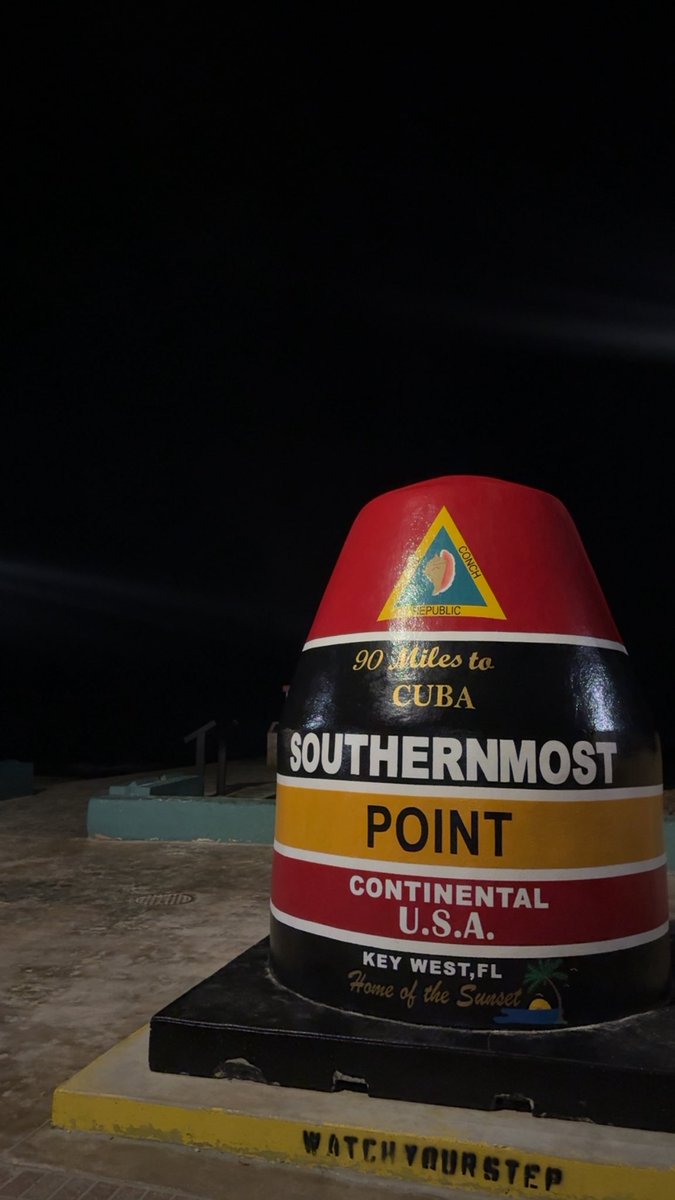 CONCH
REPUBLIC
90 Miles to
CUBA
SOUTHERNMOST
POINT
CONTINENTAL
U.S.A.
KEY WEST,FL
Home of the Sunset
WATCH YOUR STEP